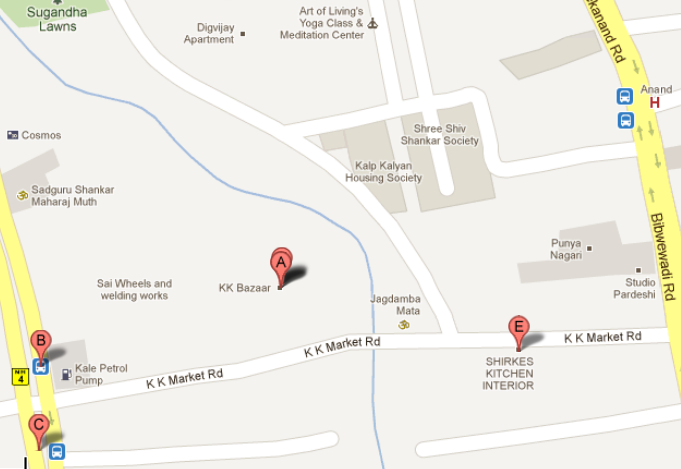 Sugandha
Lawns
Digvijay
Apartment
Art of Living's
Yoga Class &
Meditation Center
ekanand Rd
Anand
H
Cosmos
Shree Shiv
Shankar Society
Kalp Kalyan
Housing Society
Sadguru Shankar
Maharaj Muth
Bibwewadi Rd
Punya
Nagari
Studio
Pardeshi
A
KK Bazaar
Sai Wheels and
welding works
Jagdamba
Mata
E
K K Market Rd
SHIRKES
KITCHEN
INTERIOR
K K Market Rd
B
Kale Petrol
Pump
NH
4
K K Market Rd
C